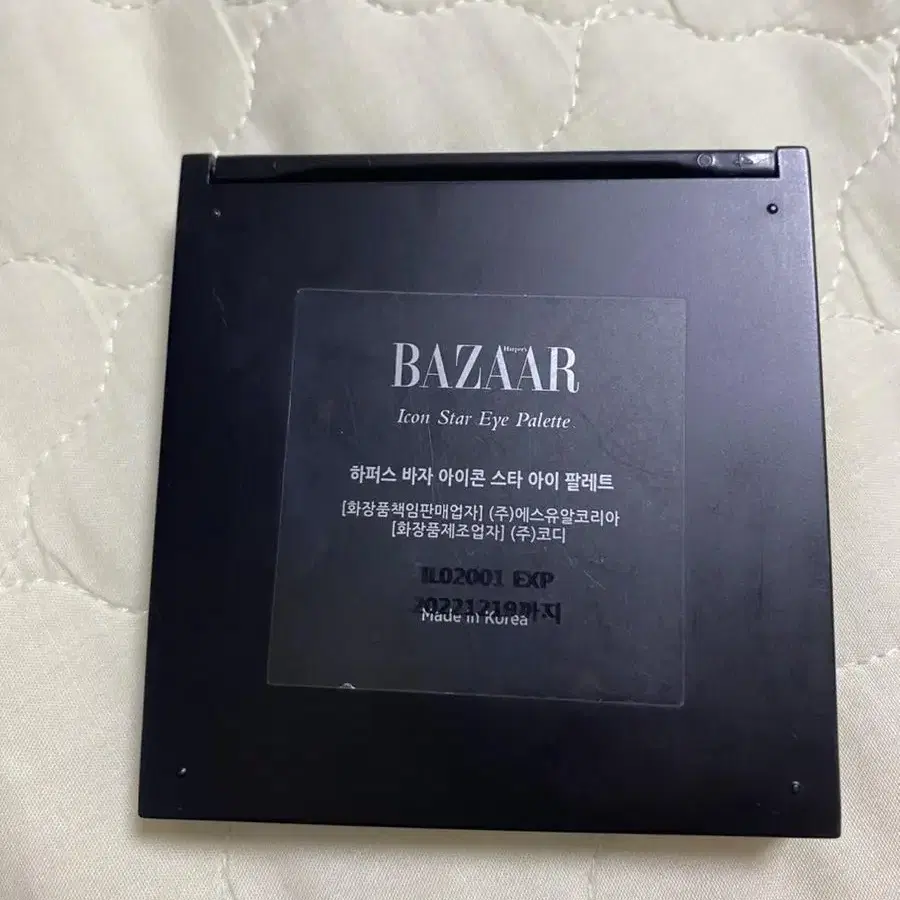 Harper's
BAZAAR
Icon Star Eye Palette
하퍼스 바자 아이콘 스타 아이 팔레트
[화장품책임판매업자] (주)에스유알코리아
[화장품제조업자] (주)코디
IL02001 EXP
20221219까지
Made in Korea